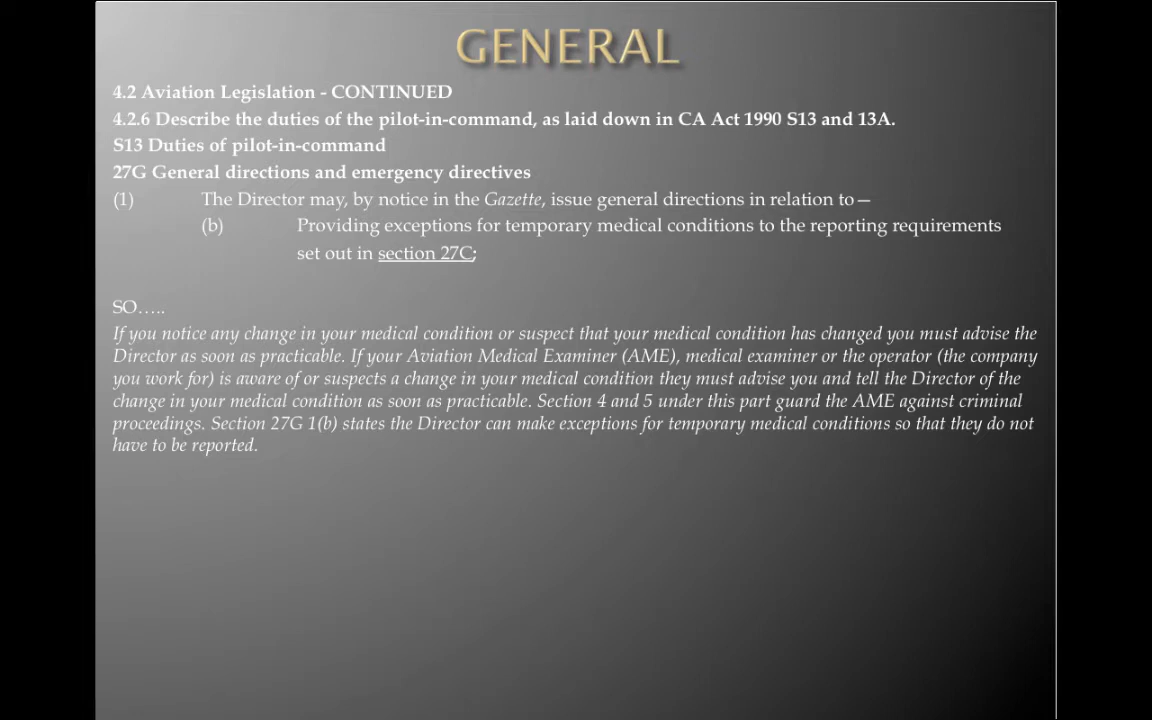 GENERAL
4.2 Aviation Legislation - CONTINUED
4.2.6 Describe the duties of the pilot-in-command, as laid down in CA Act 1990 S13 and 13A.
S13 Duties of pilot-in-command
27G General directions and emergency directives
(1) The Director may, by notice in the Gazette, issue general directions in relation to—
(b) Providing exceptions for temporary medical conditions to the reporting requirements
set out in section 27C;
SO…..
If you notice any change in your medical condition or suspect that your medical condition has changed you must advise the
Director as soon as practicable. If your Aviation Medical Examiner (AME), medical examiner or the operator (the company
you work for) is aware of or suspects a change in your medical condition they must advise you and tell the Director of the
change in your medical condition as soon as practicable. Section 4 and 5 under this part guard the AME against criminal
proceedings. Section 27G 1(b) states the Director can make exceptions for temporary medical conditions so that they do not
have to be reported.